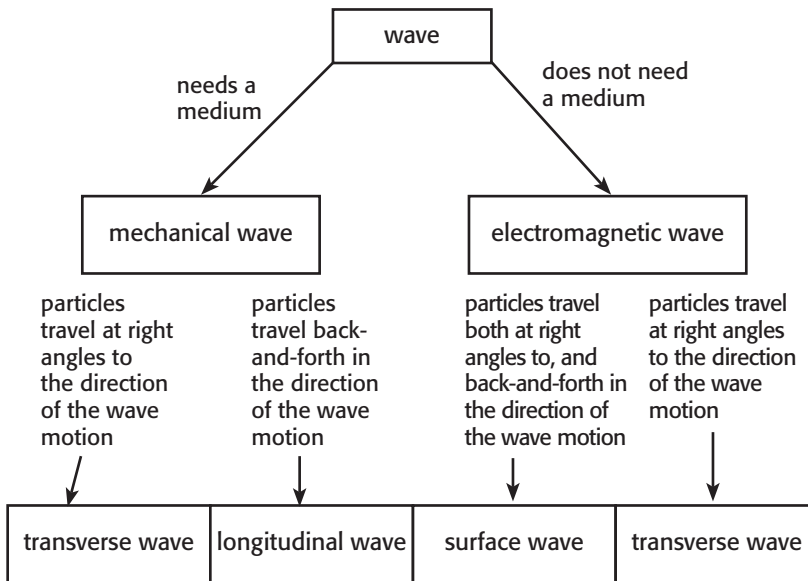 wave
needs a
medium
does not need
a medium
mechanical wave
electromagnetic wave
particles
travel at right
angles to
the direction
of the wave
motion
particles
travel back-
and-forth in
the direction
of the wave
motion
particles travel
both at right
angles to, and
back-and-forth in
the direction of
the wave motion
particles travel
at right angles
to the direction
of the wave
motion
transverse wave
longitudinal wave
surface wave
transverse wave